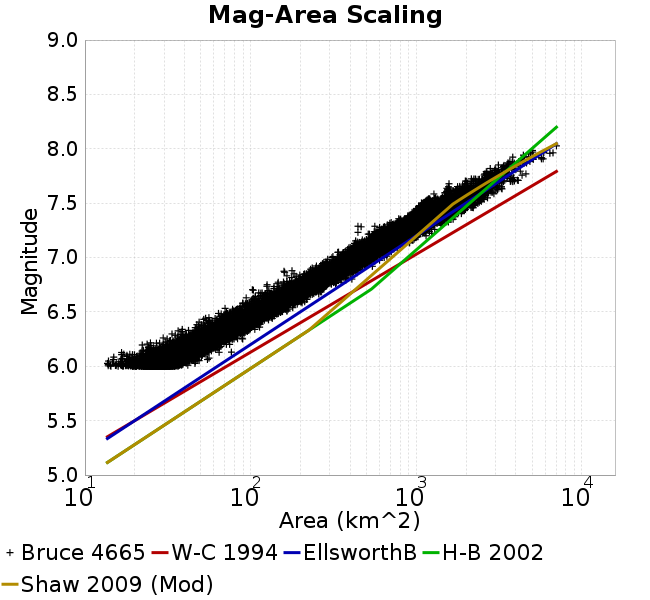 Mag-Area Scaling
9.0
8.5
8.0
7.5
7.0
6.5
6.0
5.5
5.0
Magnitude
10^1 10^2 10^3 10^4
Area (km^2)
Bruce 4665 W-C 1994 EllsworthB H-B 2002
Shaw 2009 (Mod)